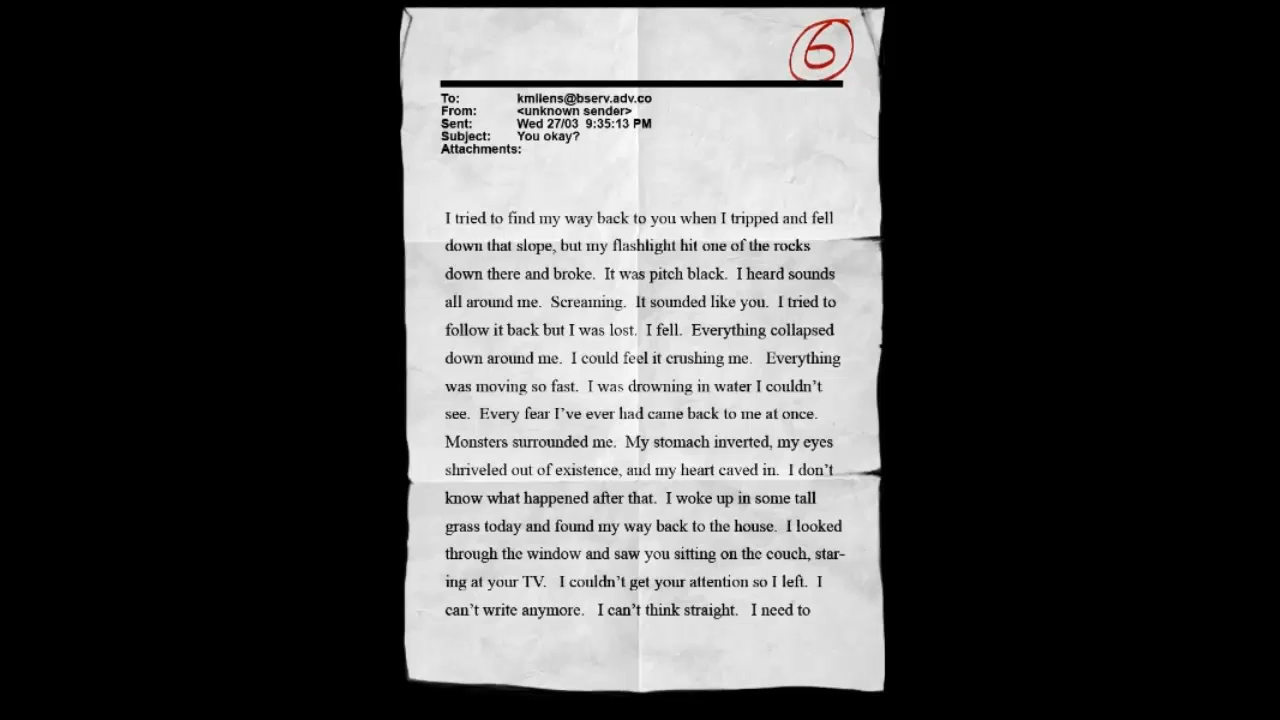 6
To: kmliens@bserv.adv.co
From: <unknown sender>
Sent: Wed 27/03 9:35:13 PM
Subject: You okay?
Attachments:
I tried to find my way back to you when I tripped and fell
down that slope, but my flashlight hit one of the rocks
down there and broke.  It was pitch black.  I heard sounds
all around me.  Screaming.  It sounded like you.  I tried to
follow it back but I was lost.  I fell.  Everything collapsed
down around me.  I could feel it crushing me.   Everything
was moving so fast.  I was drowning in water I couldn’t
see.  Every fear I’ve ever had came back to me at once.
Monsters surrounded me.  My stomach inverted, my eyes
shriveled out of existence, and my heart caved in.  I don’t
know what happened after that.  I woke up in some tall
grass today and found my way back to the house.  I looked
through the window and saw you sitting on the couch, star-
ing at your TV.   I couldn’t get your attention so I left.  I
can’t write anymore.   I can’t think straight.   I need to